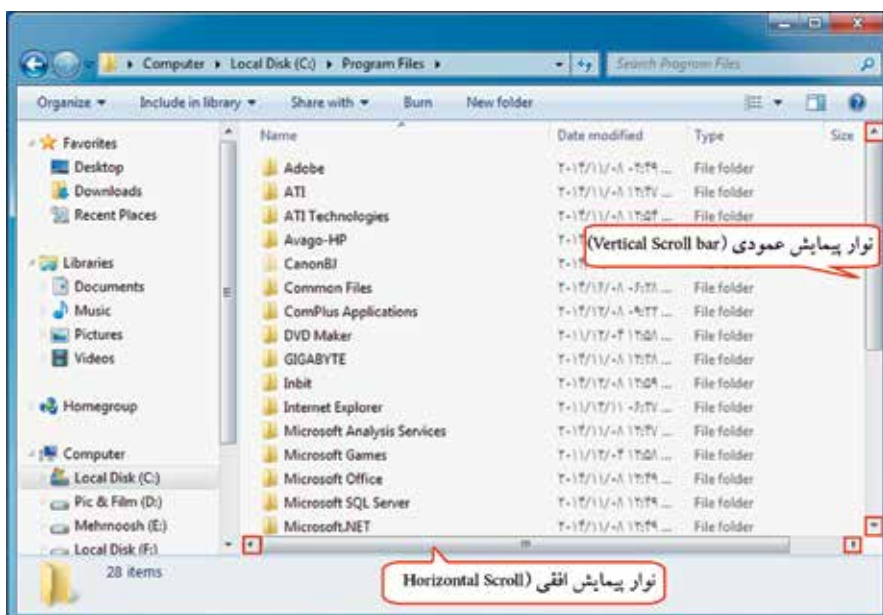 Computer Local Disk (C:) Program Files
Search Program Files
Organize Include in library Share with Burn New folder
Favorites
Desktop
Downloads
Recent Places
Libraries
Documents
Music
Pictures
Videos
Homegroup
Computer
Local Disk (C:)
Pic & Film (D:)
Mehrnoosh (E:)
Local Disk (F:)
Name Date modified Type Size
Adobe File folder
ATI File folder
ATI Technologies File folder
Avago-HP
CanonBJ
Common Files File folder
ComPlus Applications File folder
DVD Maker File folder
GIGABYTE File folder
Inbit File folder
Internet Explorer File folder
Microsoft Analysis Services File folder
Microsoft Games File folder
Microsoft Office File folder
Microsoft SQL Server File folder
Microsoft.NET File folder
نوار پیمایش عمودی (Vertical Scroll bar)
نوار پیمایش افقی (Horizontal Scroll
28 items